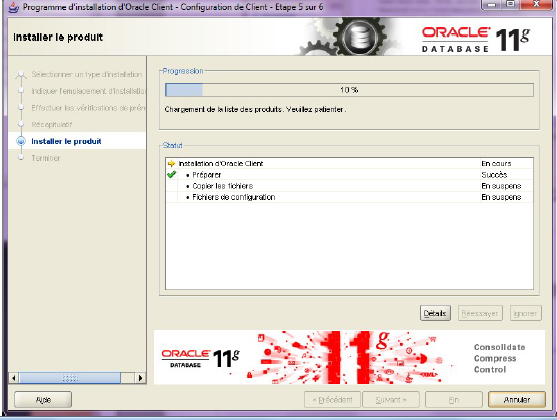 Programme d'installation d'Oracle Client - Configuration de Client - Etape 5 sur 6
Installer le produit
ORACLE 11g
DATABASE
Sélectionner un type d'installation
Indiquer l'emplacement d'installatio
Effectuer les vérifications de prére
Récapitulatif
Installer le produit
Terminer
Progression
10 %
Chargement de la liste des produits. Veuillez patienter.
Statut
Installation d'Oracle Client En cours
• Préparer Succès
• Copier les fichiers En suspens
• Fichiers de configuration En suspens
Détails Réessayer Ignorer
ORACLE 11g
DATABASE
11g
Consolidate
Compress
Control
Aide < Précédent Suivant > Fin Annuler